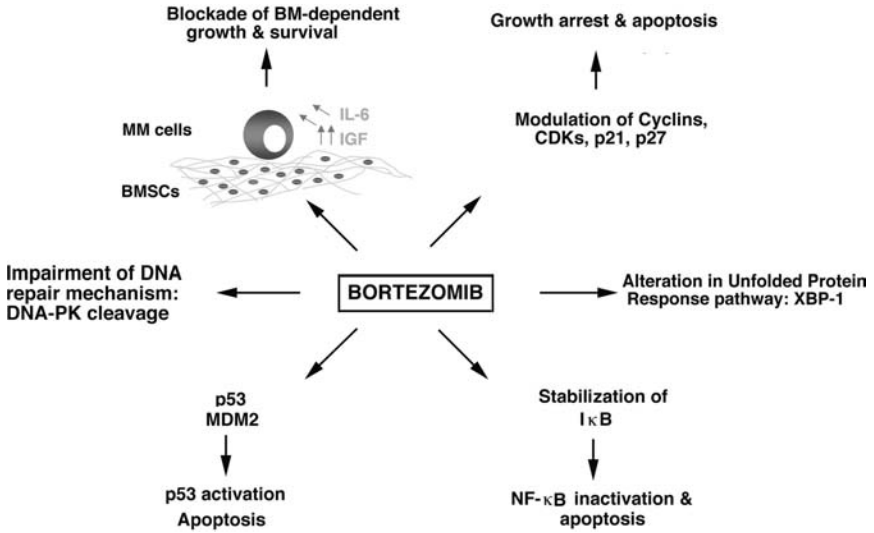 Blockade of BM-dependent
growth & survival
Growth arrest & apoptosis
IL-6
IGF
MM cells
BMSCs
Modulation of Cyclins,
CDKs, p21, p27
Impairment of DNA
repair mechanism:
DNA-PK cleavage
BORTEZOMIB
Alteration in Unfolded Protein
Response pathway: XBP-1
p53
MDM2
p53 activation
Apoptosis
Stabilization of
IκB
NF-κB inactivation &
apoptosis